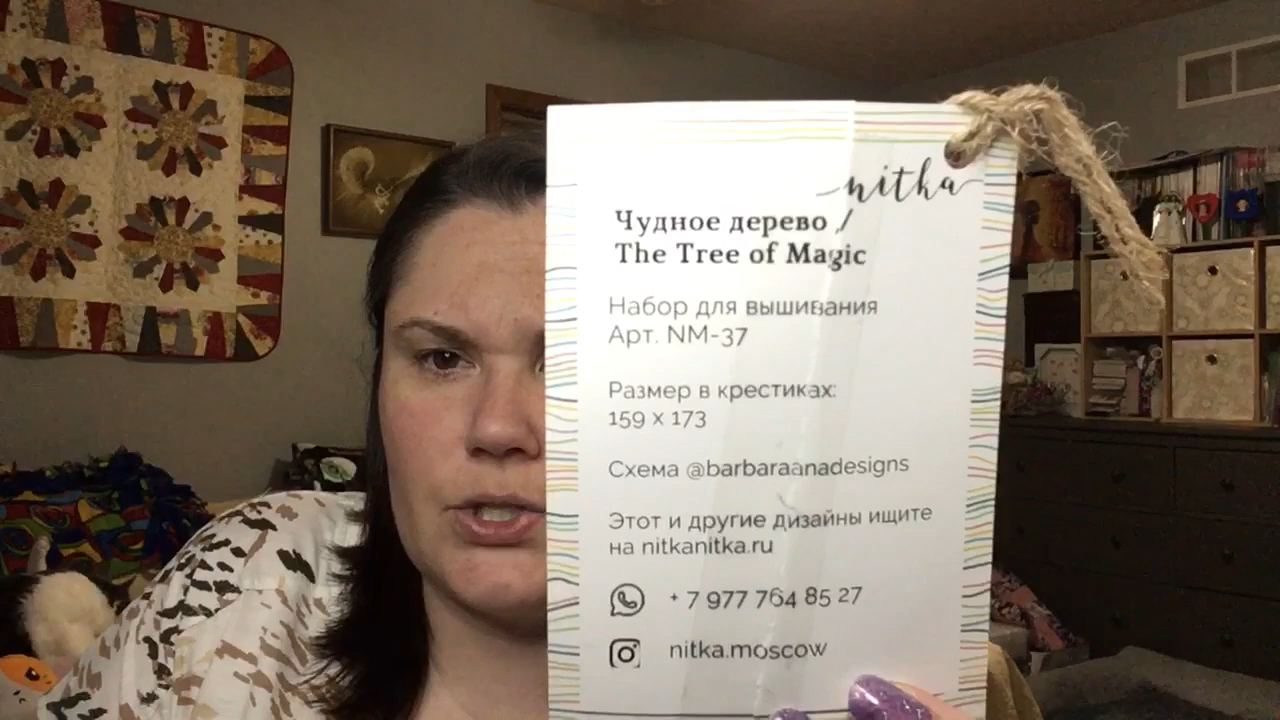 nitka
Чудное дерево /
The Tree of Magic
Набор для вышивания
Арт. NM-37
Размер в крестиках:
159 x 173
Схема @barbaraanadesigns
Этот и другие дизайны ищите
на nitkanitka.ru
+ 7 977 764 85 27
nitka.moscow